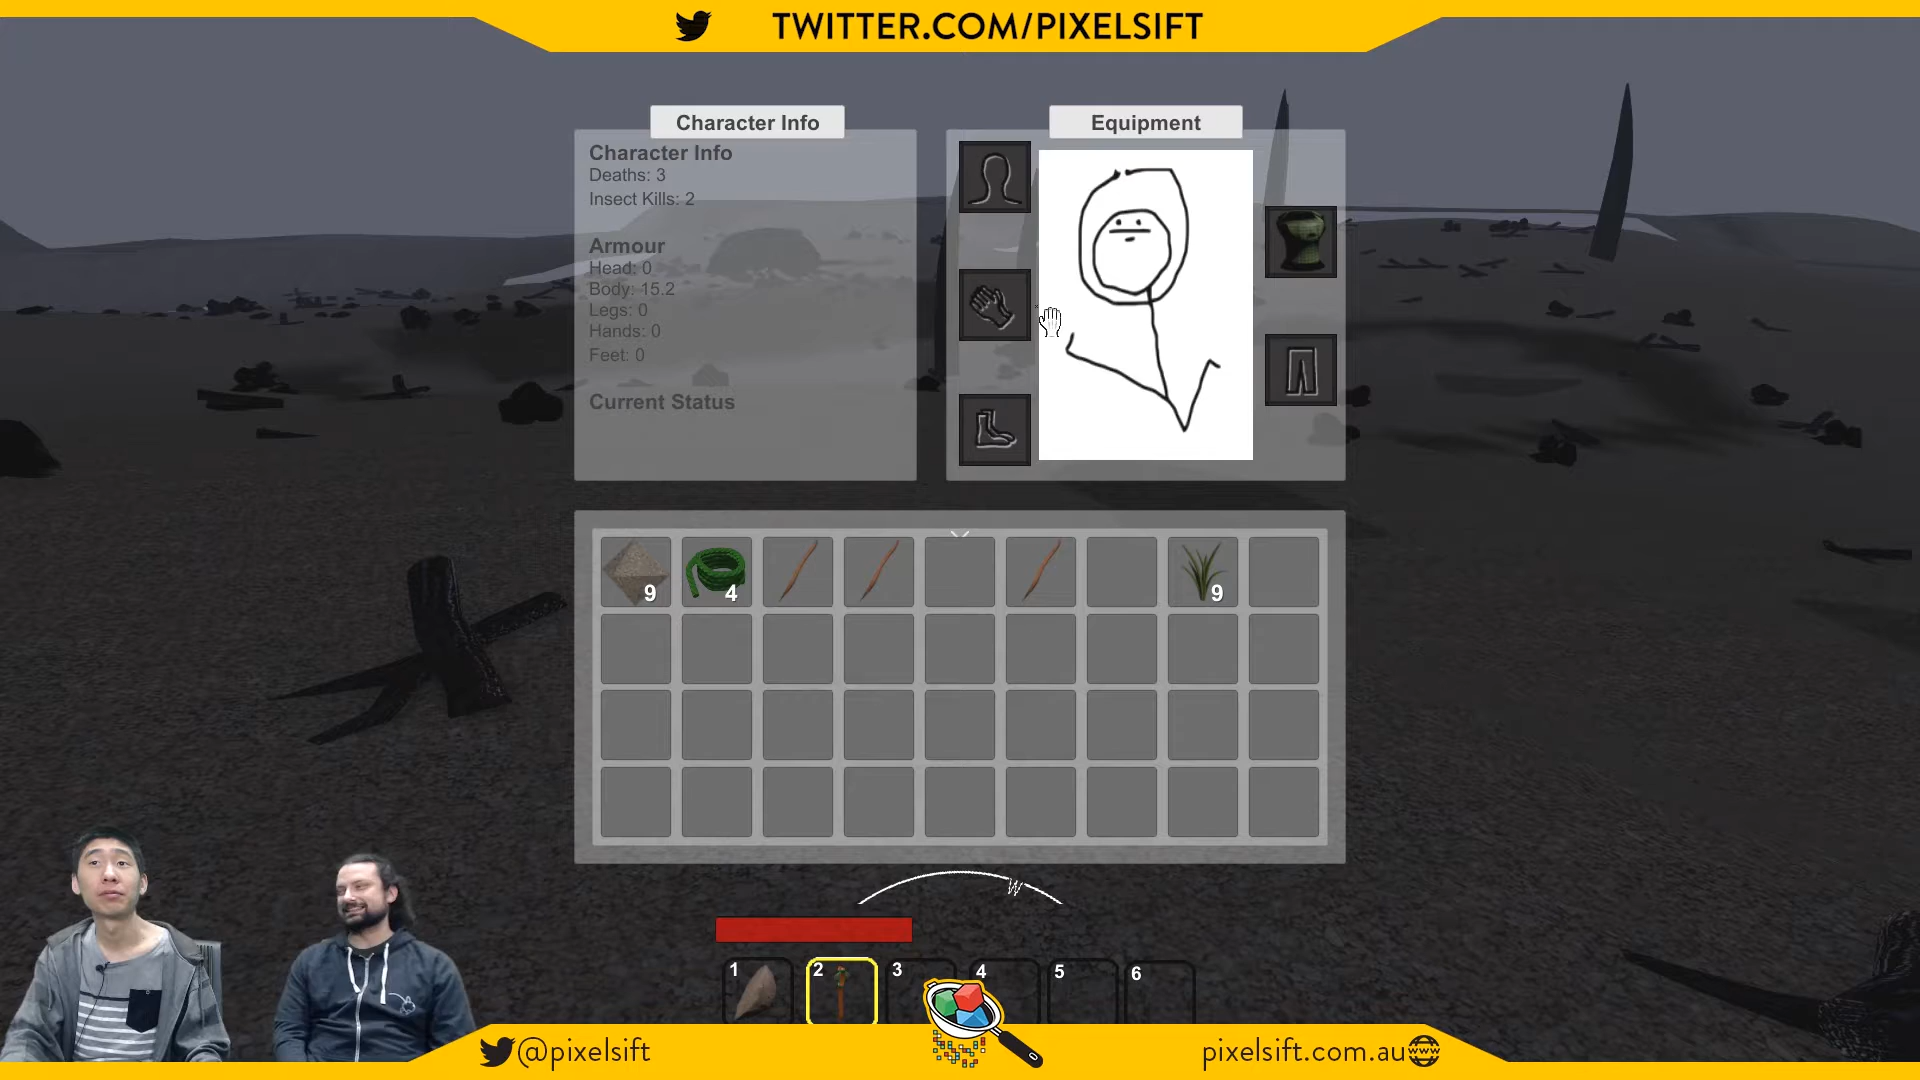 TWITTER.COM/PIXELSIFT
Character Info
Equipment
Character Info
Deaths: 3
Insect Kills: 2
Armour
Head: 0
Body: 15.2
Legs: 0
Hands: 0
Feet: 0
Current Status
9
4
9
W
1
2
3
4
5
6
@pixelsift
pixelsift.com.au
www